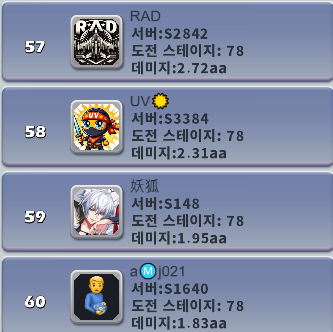 57
RAD
RAD
서버:S2842
도전 스테이지: 78
데미지:2.72aa
58
UV
UV
서버:S3384
도전 스테이지: 78
데미지:2.31aa
59
妖狐
서버:S148
도전 스테이지: 78
데미지:1.95aa
60
aⓂj021
서버:S1640
도전 스테이지: 78
데미지:1.83aa